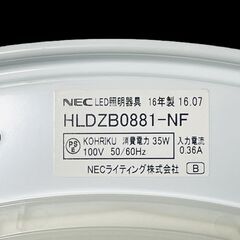 NEC LED照明器具 16年製 16.07
HLDZB0881-NF
PSE KOHRIKU 消費電力 35W 入力電流
100V 50/60Hz 0.36A
NECライティング株式会社 B